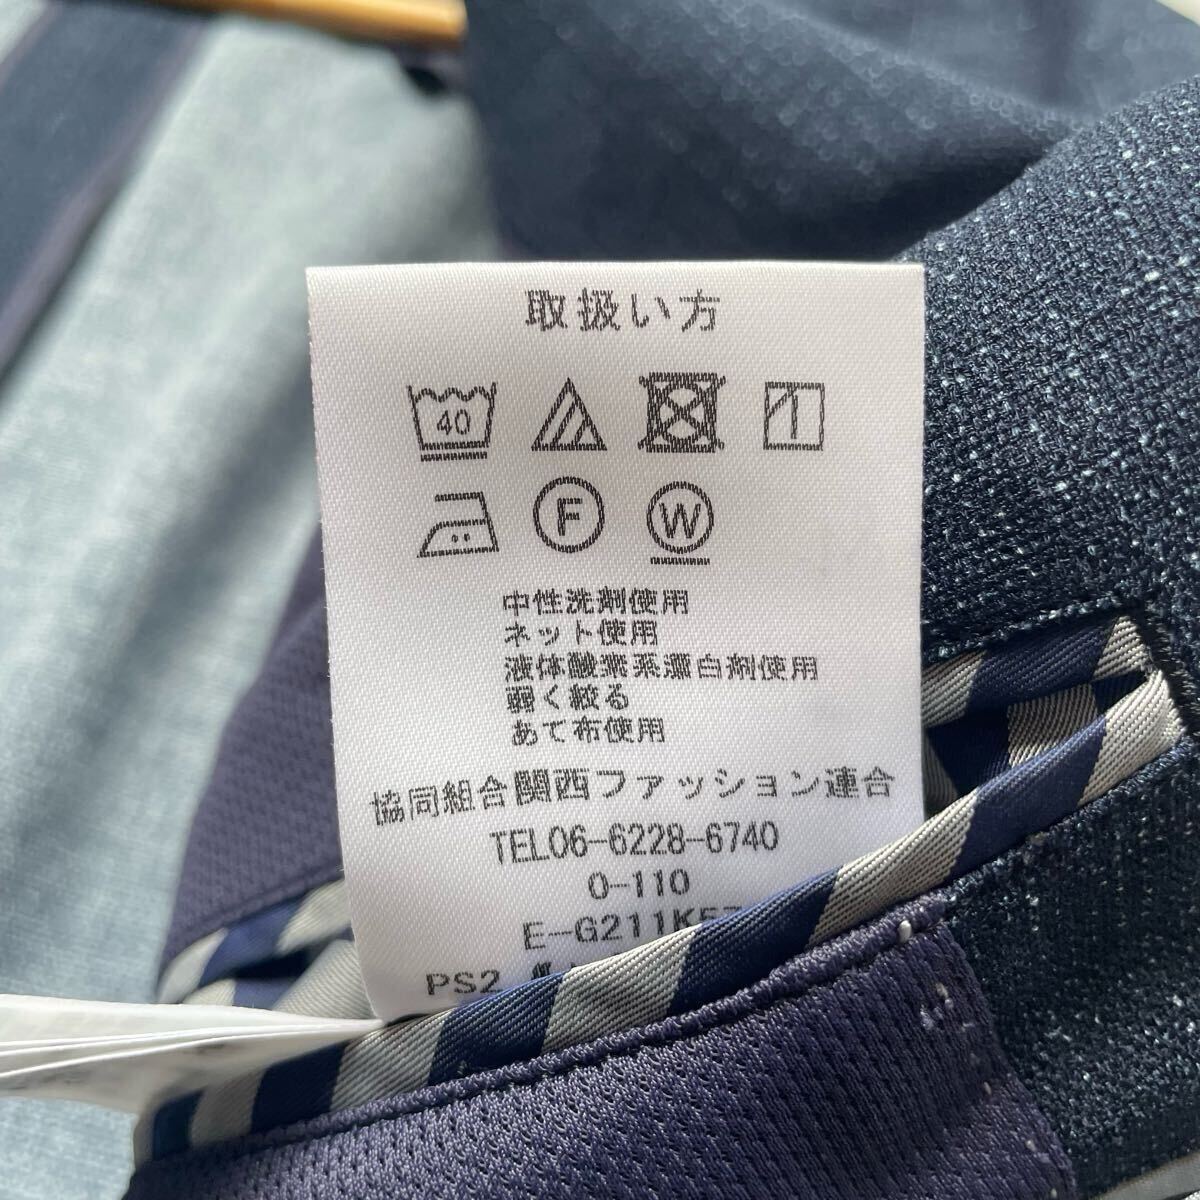 取扱い方
40
F W
中性洗剤使用
ネット使用
液体酸素系漂白剤使用
弱く絞る
あて布使用
協同組合関西ファッション連合
TEL06-6228-6740
0-110
E-G211K
PS2